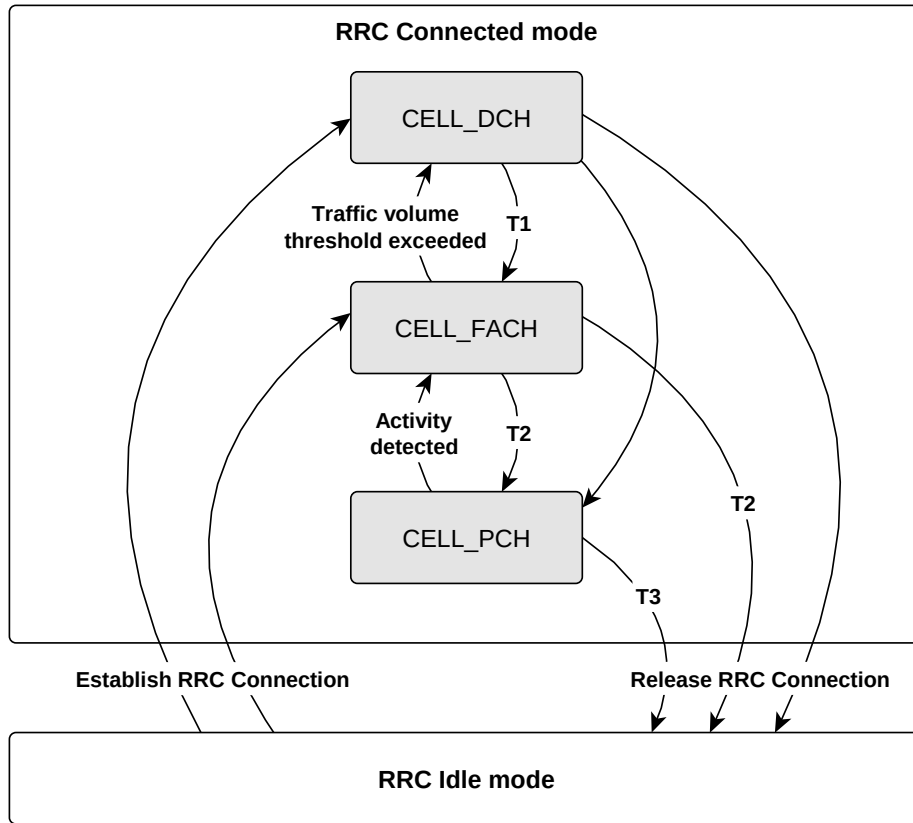 RRC Connected mode
CELL_DCH
Traffic volume
threshold exceeded
T1
CELL_FACH
Activity
detected
T2
T2
CELL_PCH
T3
Establish RRC Connection
Release RRC Connection
RRC Idle mode